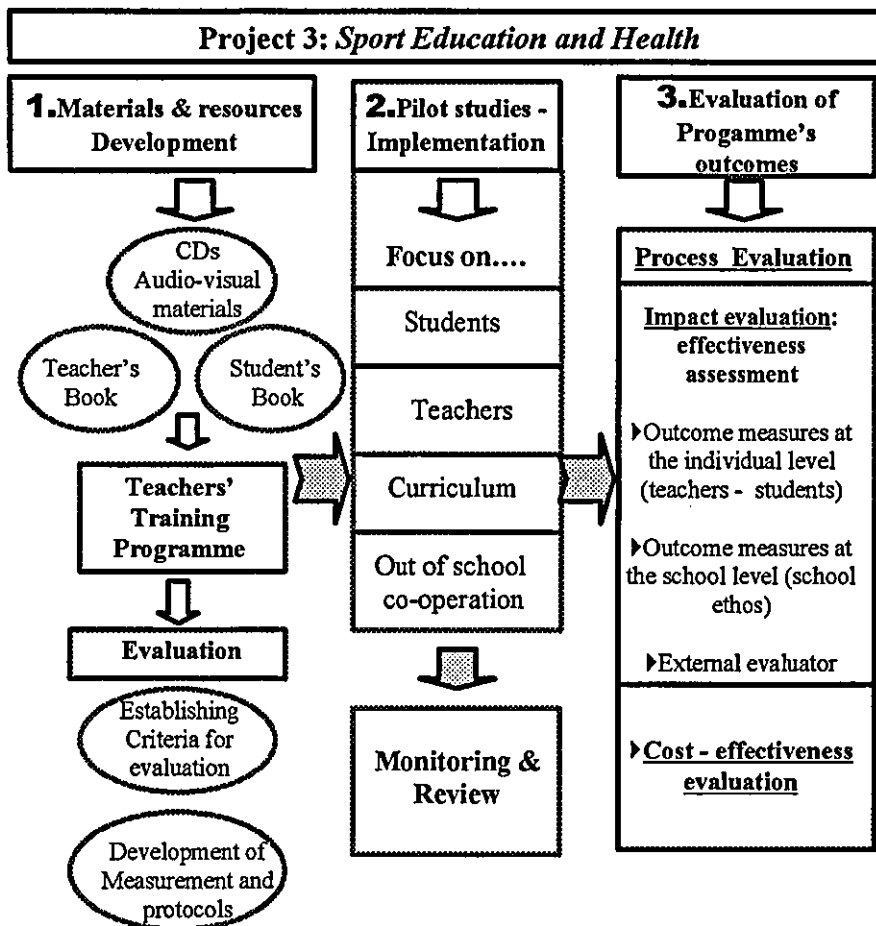 Project 3: Sport Education and Health
1.Materials & resources
Development
CDs
Audio-visual
materials
Teacher's
Book
Student's
Book
Teachers'
Training
Programme
Evaluation
Establishing
Criteria for
evaluation
Development of
Measurement and
protocols
2.Pilot studies -
Implementation
Focus on....
Students
Teachers
Curriculum
Out of school
co-operation
Monitoring &
Review
3.Evaluation of
Progamme's
outcomes
Process Evaluation
Impact evaluation:
effectiveness
assessment
Outcome measures at
the individual level
(teachers - students)
Outcome measures at
the school level (school
ethos)
External evaluator
Cost - effectiveness
evaluation